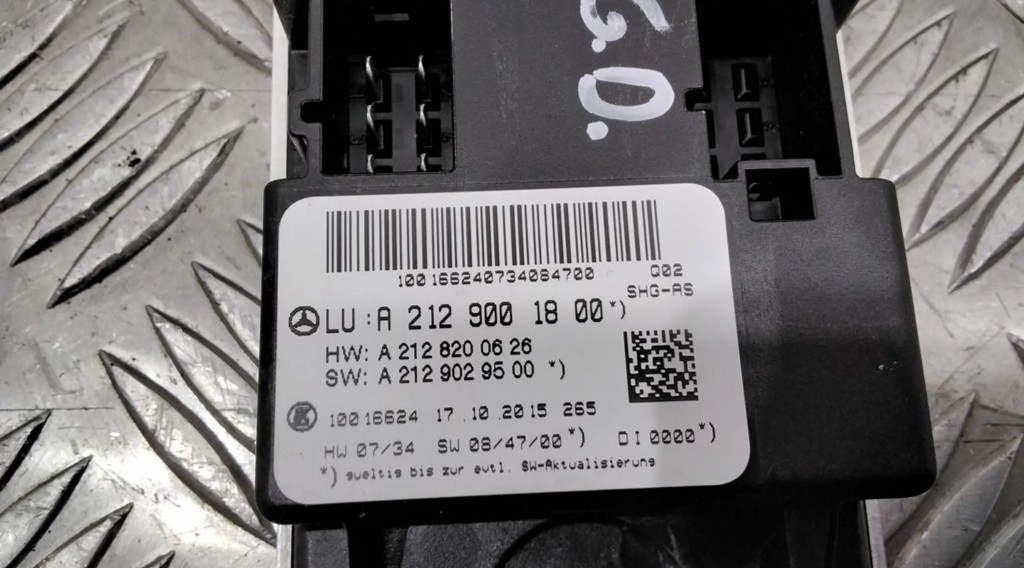 G.D.
100166240734084700 Q02
SHG-AS
LU: A 212 900 18 00*)
HW: A 212 820 06 26
SW: A 212 902 95 00 *)
K 10016624 17.10.2015 265
HW 07/34 SW 08/47/00*) DI 0000*)
*) gueltig bis zur evtl. SW-Aktualisierung